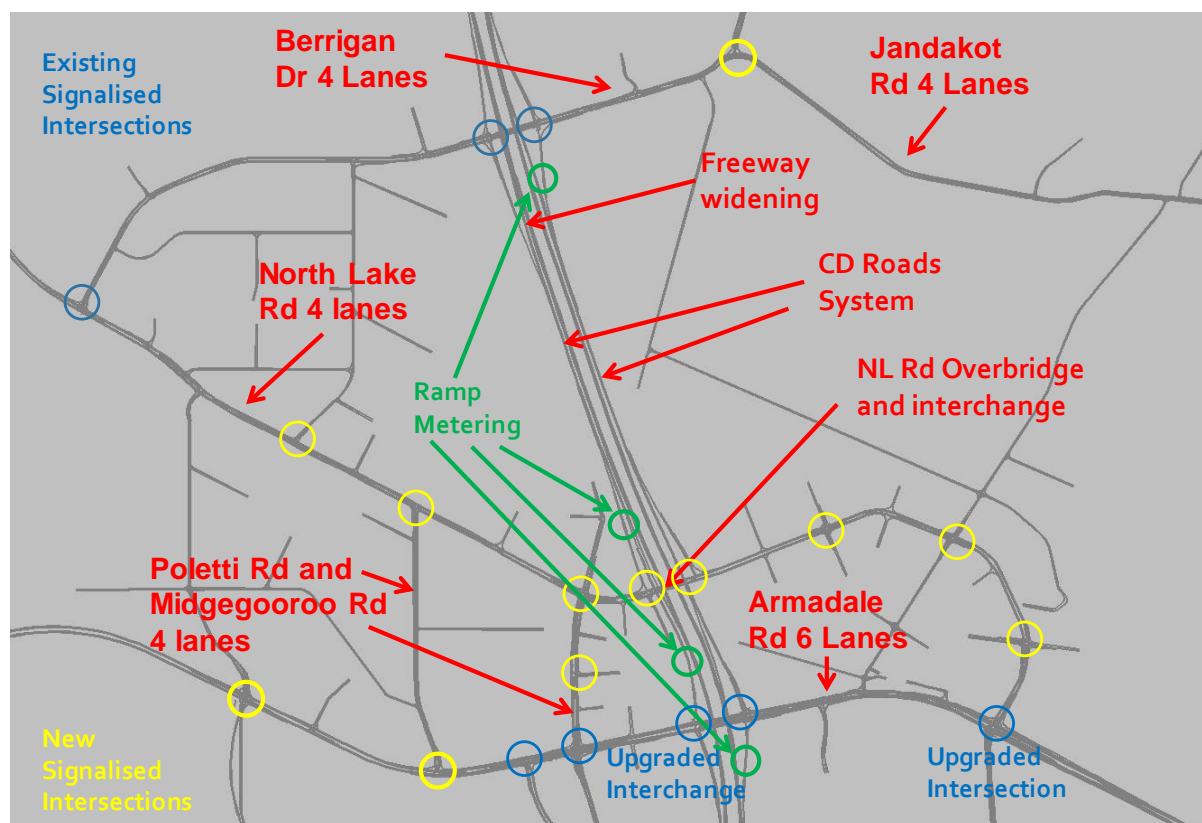 Berrigan
Dr 4 Lanes
Jandakot
Rd 4 Lanes
Existing
Signalised
Intersections
Freeway
widening
North Lake
Rd 4 lanes
CD Roads
System
Ramp
Metering
NL Rd Overbridge
and interchange
Poletti Rd and
Midgegooroo Rd
4 lanes
Armadale
Rd 6 Lanes
New
Signalised
Intersections
Upgraded
Interchange
Upgraded
Intersection